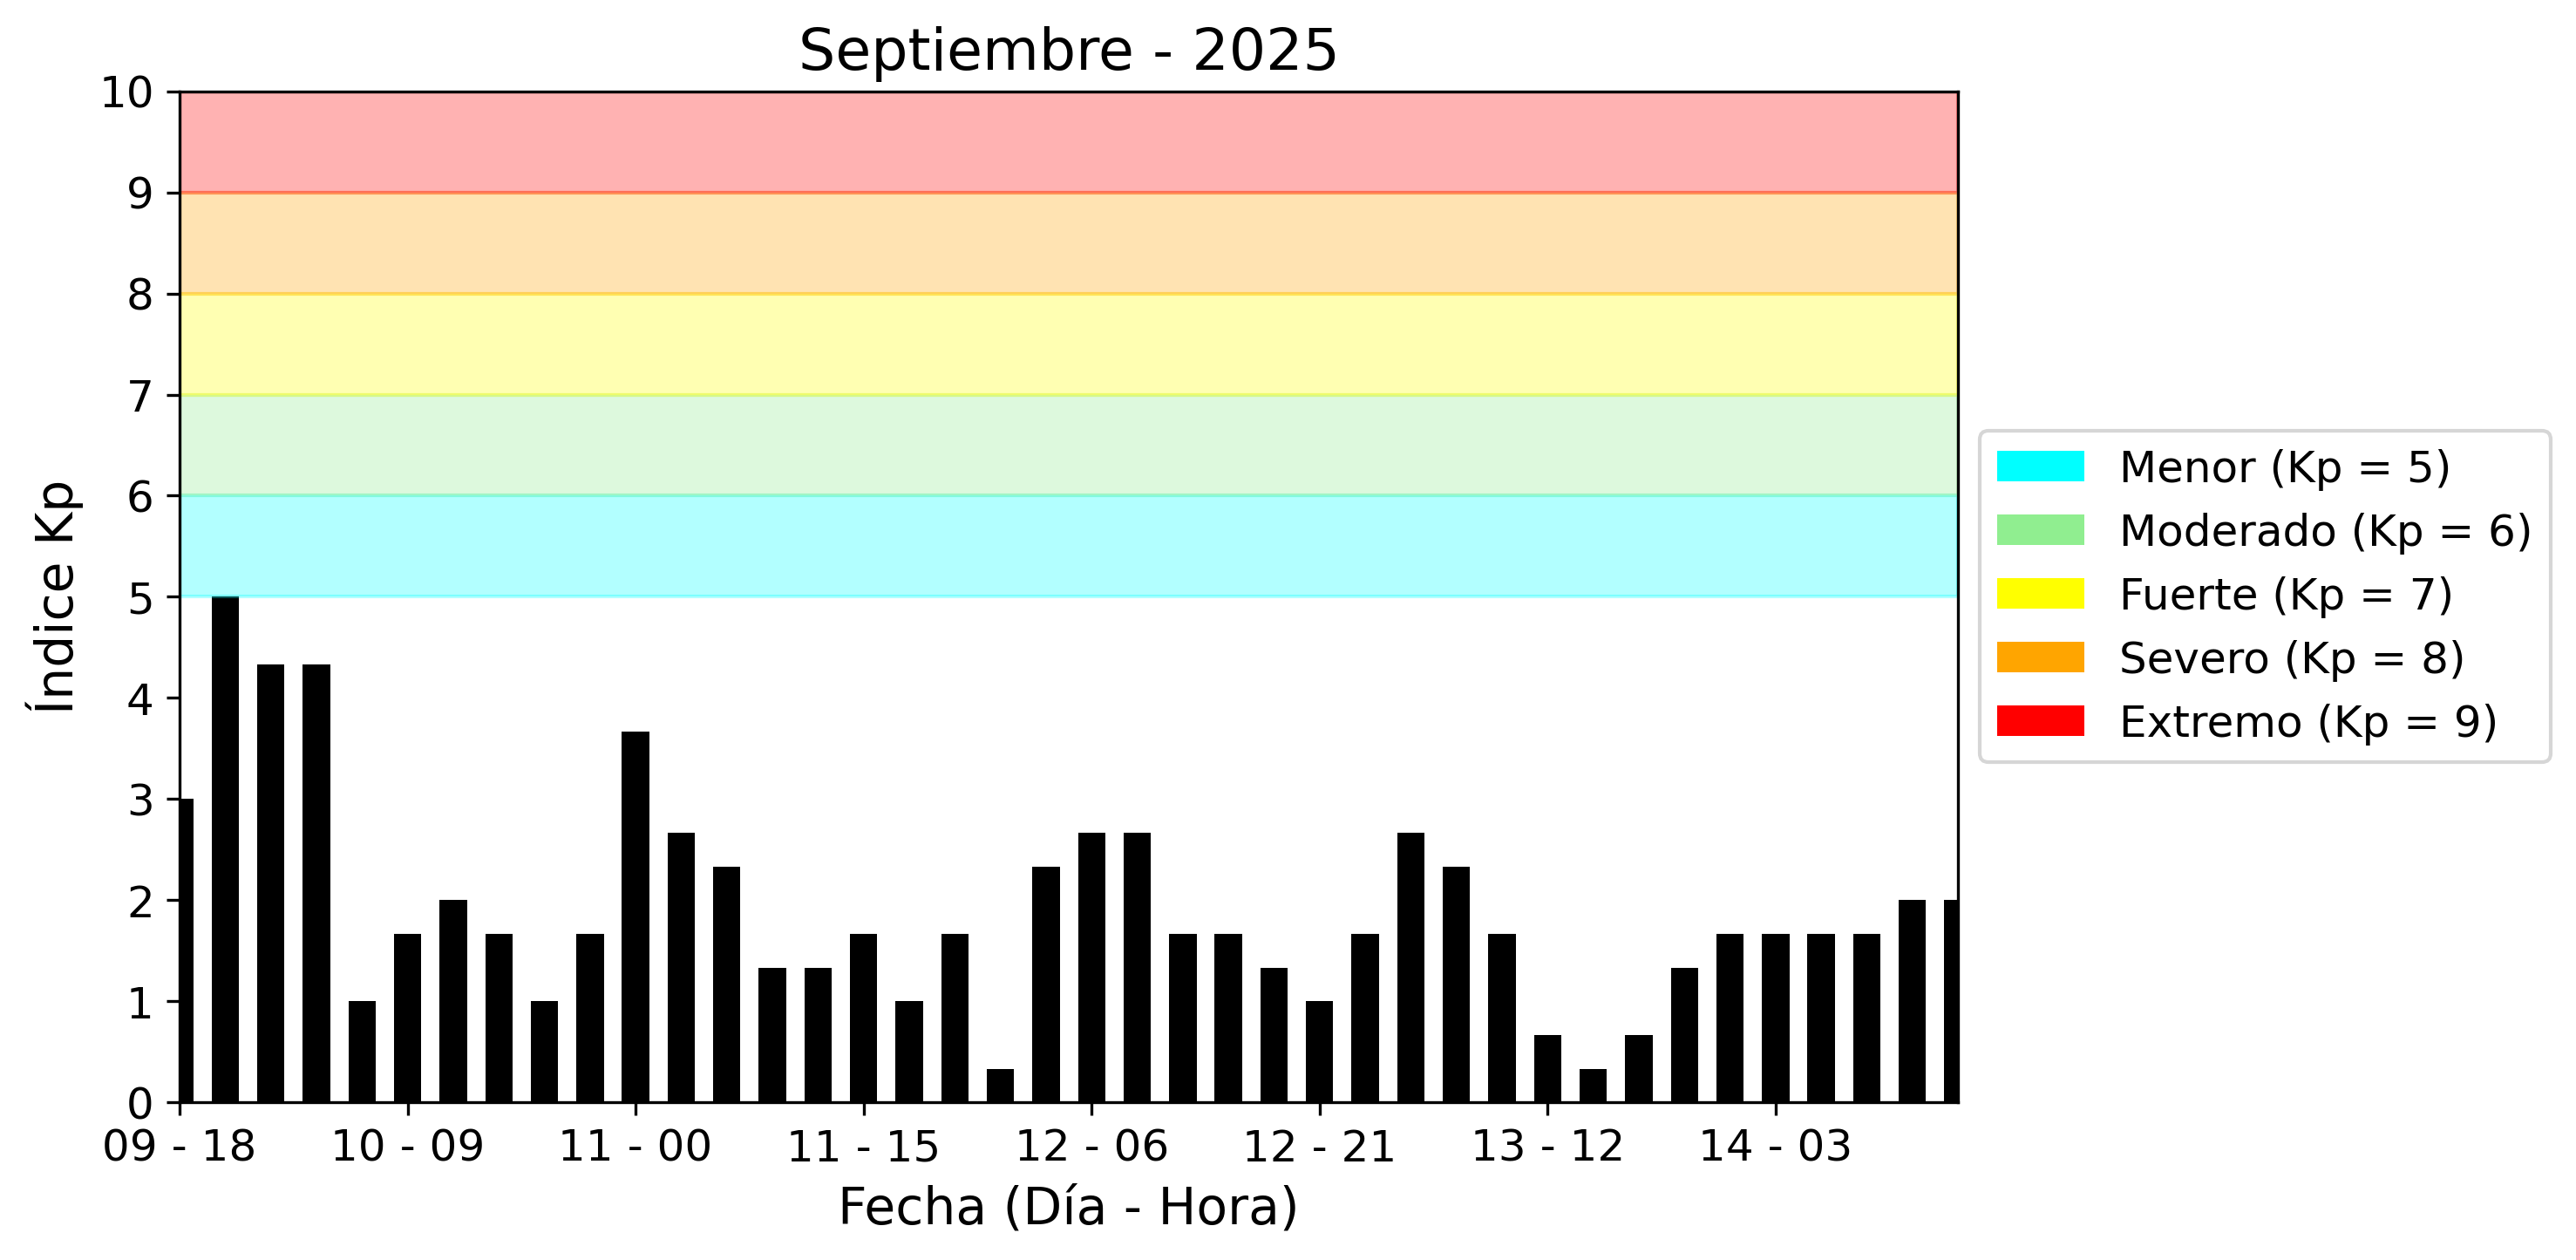 Septiembre - 2025
10
9
8
7
6
5
4
3
2
1
0
Índice Kp
09 - 18
10 - 09
11 - 00
11 - 15
12 - 06
12 - 21
13 - 12
14 - 03
Fecha (Día - Hora)
Menor (Kp = 5)
Moderado (Kp = 6)
Fuerte (Kp = 7)
Severo (Kp = 8)
Extremo (Kp = 9)